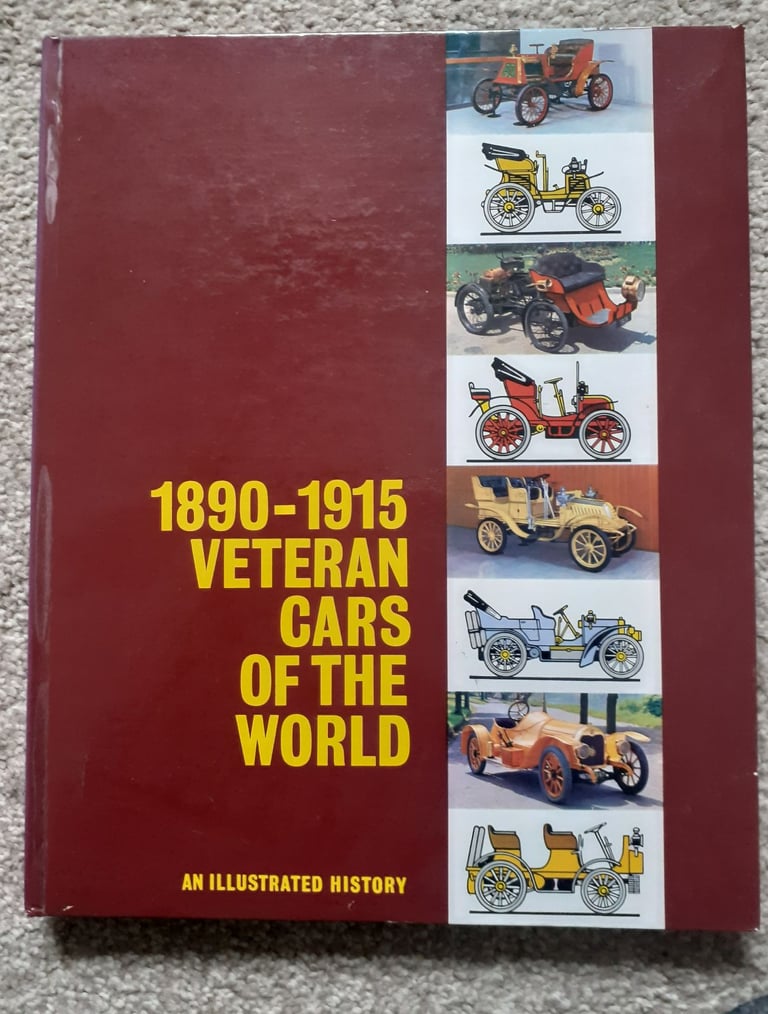 1890-1915
VETERAN
CARS
OF THE
WORLD
AN ILLUSTRATED HISTORY